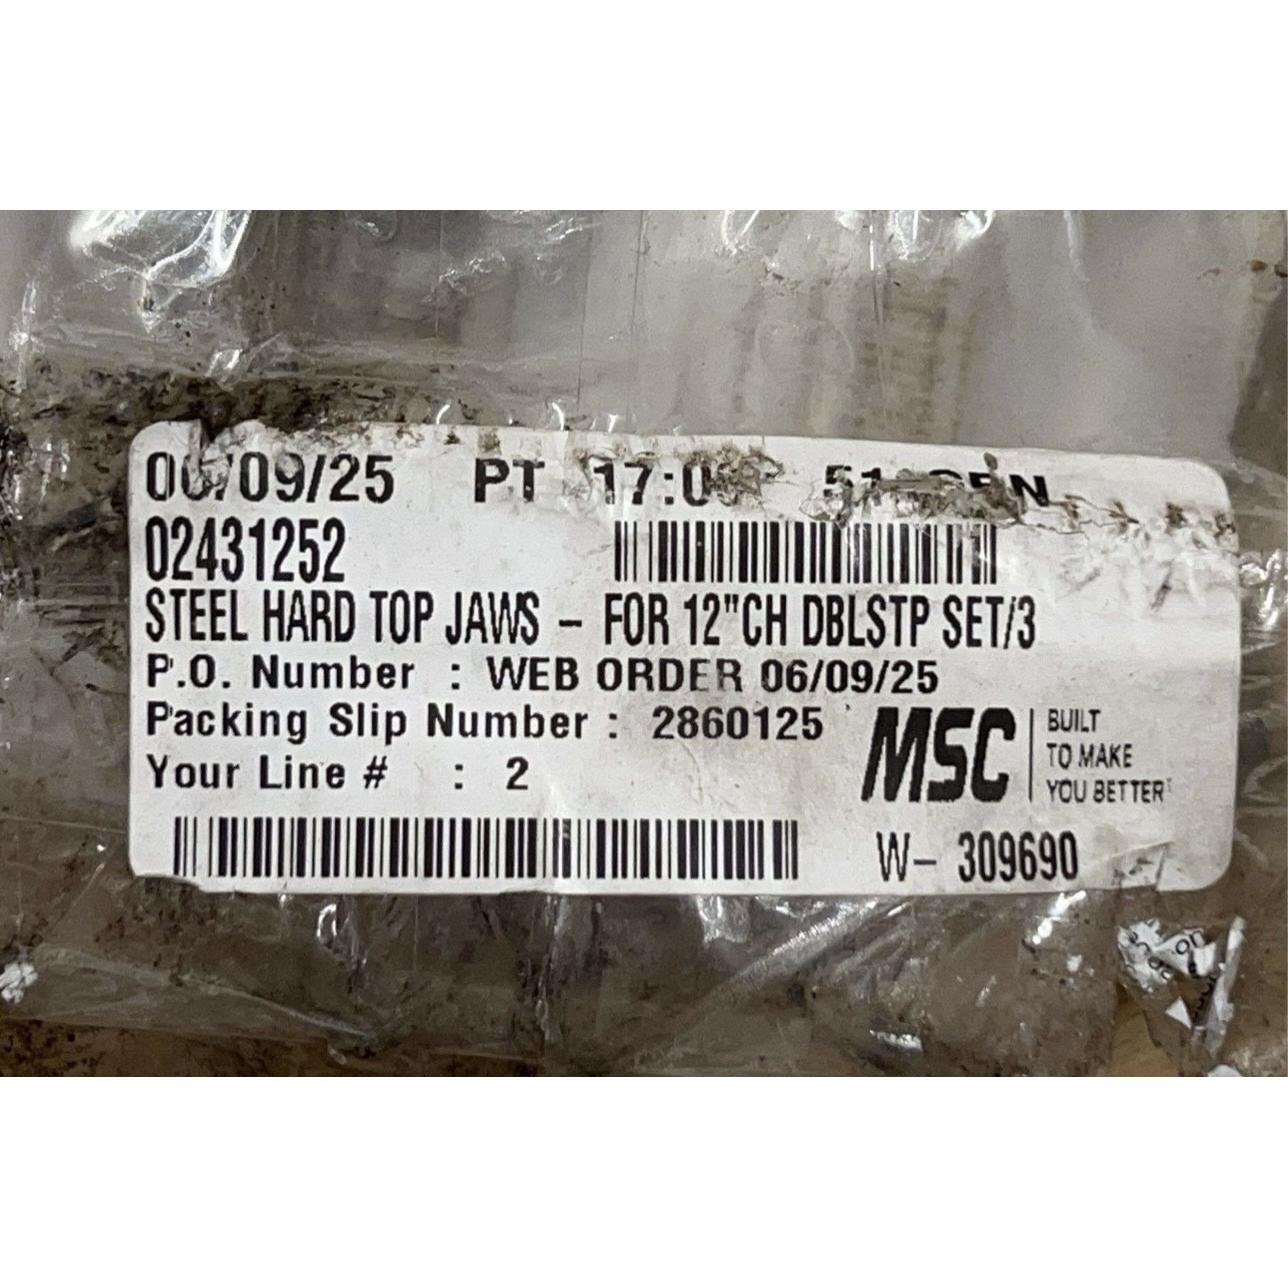 06/09/25 PT
02431252
STEEL HARD TOP JAWS - FOR 12"CH DBLSTP SET/3
P.O. Number : WEB ORDER 06/09/25
Packing Slip Number : 2860125
Your Line # : 2
MSC
BUILT
TO MAKE
YOU BETTER
W- 309690